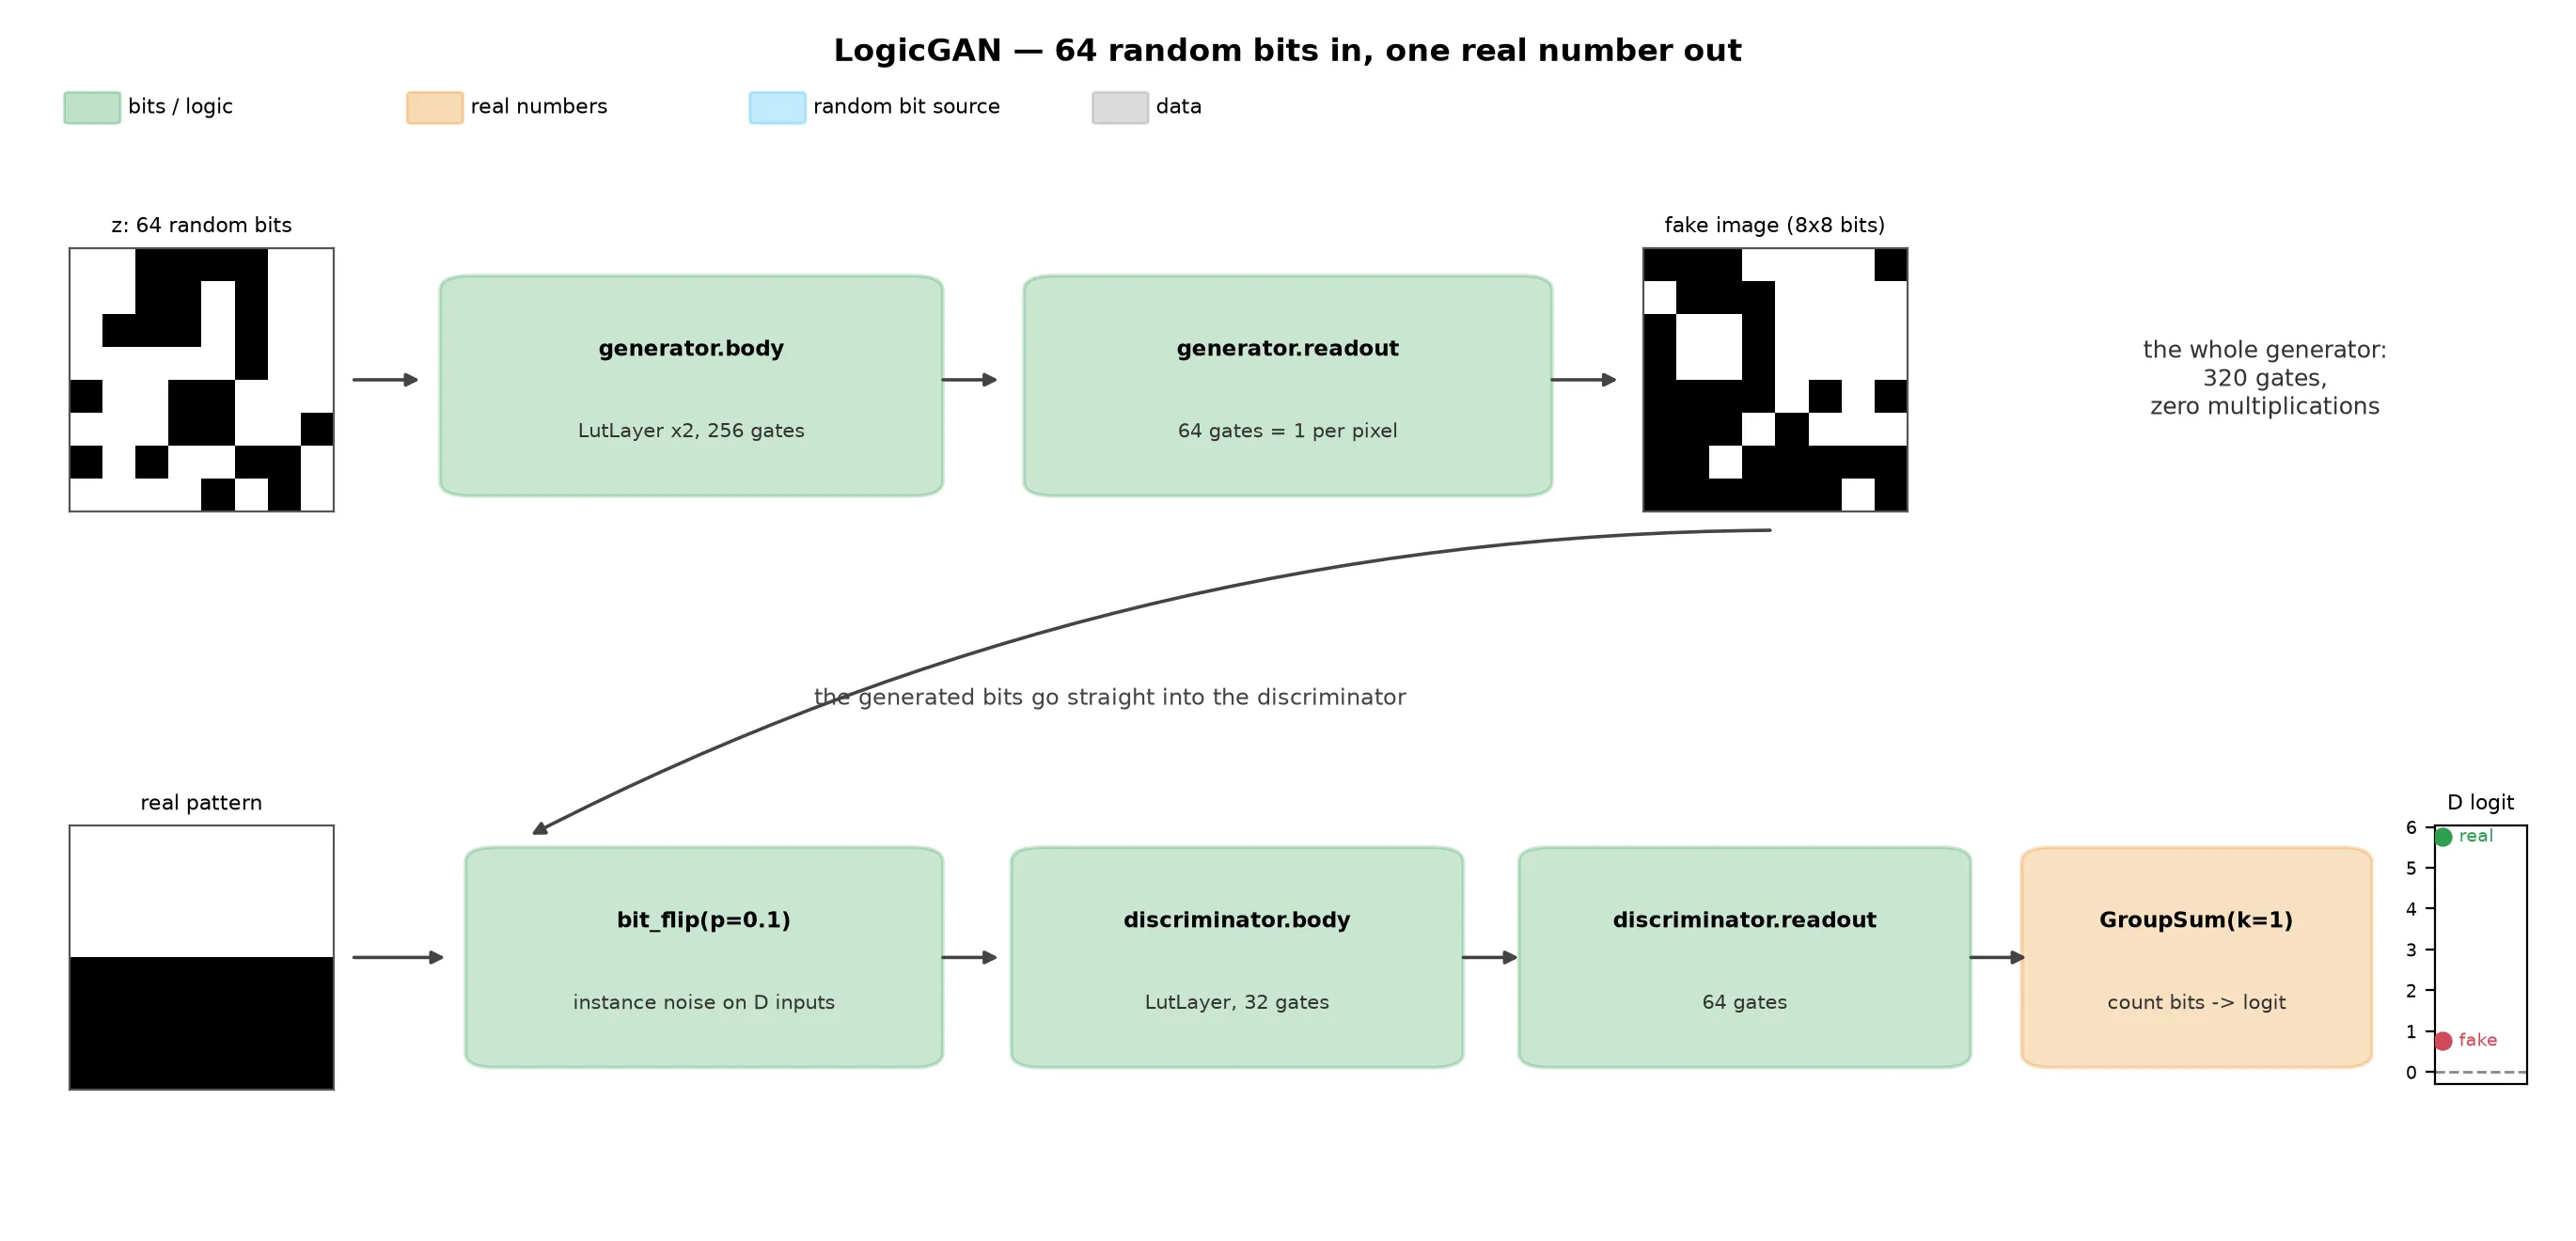 LogicGAN — 64 random bits in, one real number out
bits / logic
real numbers
random bit source
data
z: 64 random bits
fake image (8x8 bits)
generator.body
LutLayer x2, 256 gates
generator.readout
64 gates = 1 per pixel
the whole generator:
320 gates,
zero multiplications
the generated bits go straight into the discriminator
real pattern
bit_flip(p=0.1)
instance noise on D inputs
discriminator.body
LutLayer, 32 gates
discriminator.readout
64 gates
GroupSum(k=1)
count bits -> logit
D logit
6
real
5
4
3
2
1
fake
0